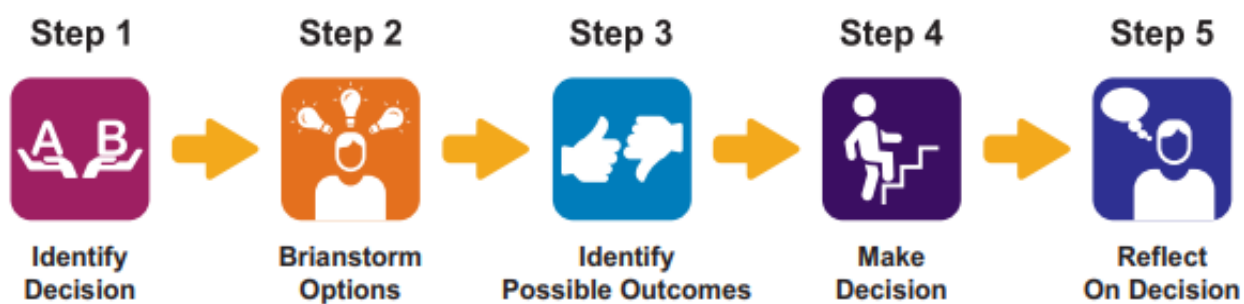 Step 1
Step 2
Step 3
Step 4
Step 5
A B
Identify
Decision
Brianstorm
Options
Identify
Possible Outcomes
Make
Decision
Reflect
On Decision